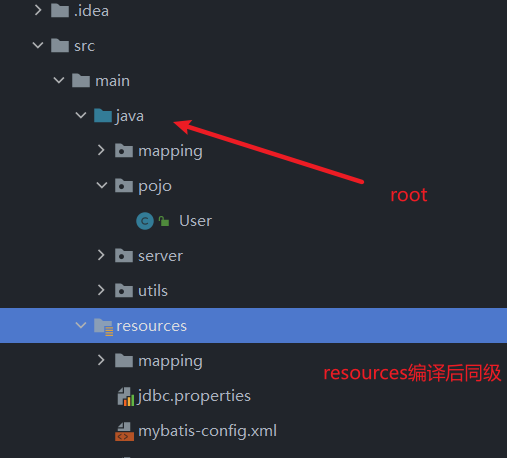 .idea
src
main
java
mapping
root
pojo
User
server
utils
resources
mapping
resources编译后同级
jdbc.properties
mybatis-config.xml